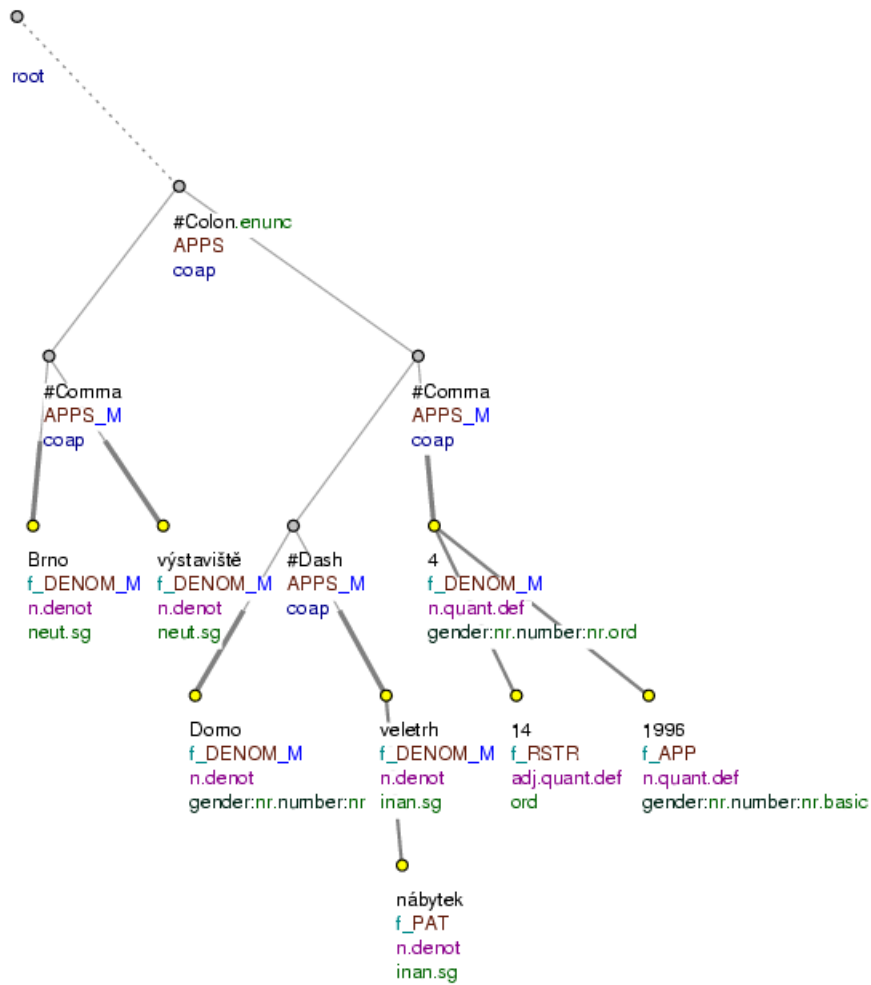 root
#Colon.enunc
APPS
coap
#Comma
APPS_M
coap
#Comma
APPS_M
coap
Brno
f_DENOM_M
n.denot
neut.sg
výstaviště
f_DENOM_M
n.denot
neut.sg
#Dash
APPS_M
coap
4
f_DENOM_M
n.quant.def
gender:nr.number:nr.ord
Domo
f_DENOM_M
n.denot
gender:nr.number:nr
veletrh
f_DENOM_M
n.denot
inan.sg
14
f_RSTR
adj.quant.def
ord
1996
f_APP
n.quant.def
gender:nr.number:nr.basic
nábytek
f_PAT
n.denot
inan.sg